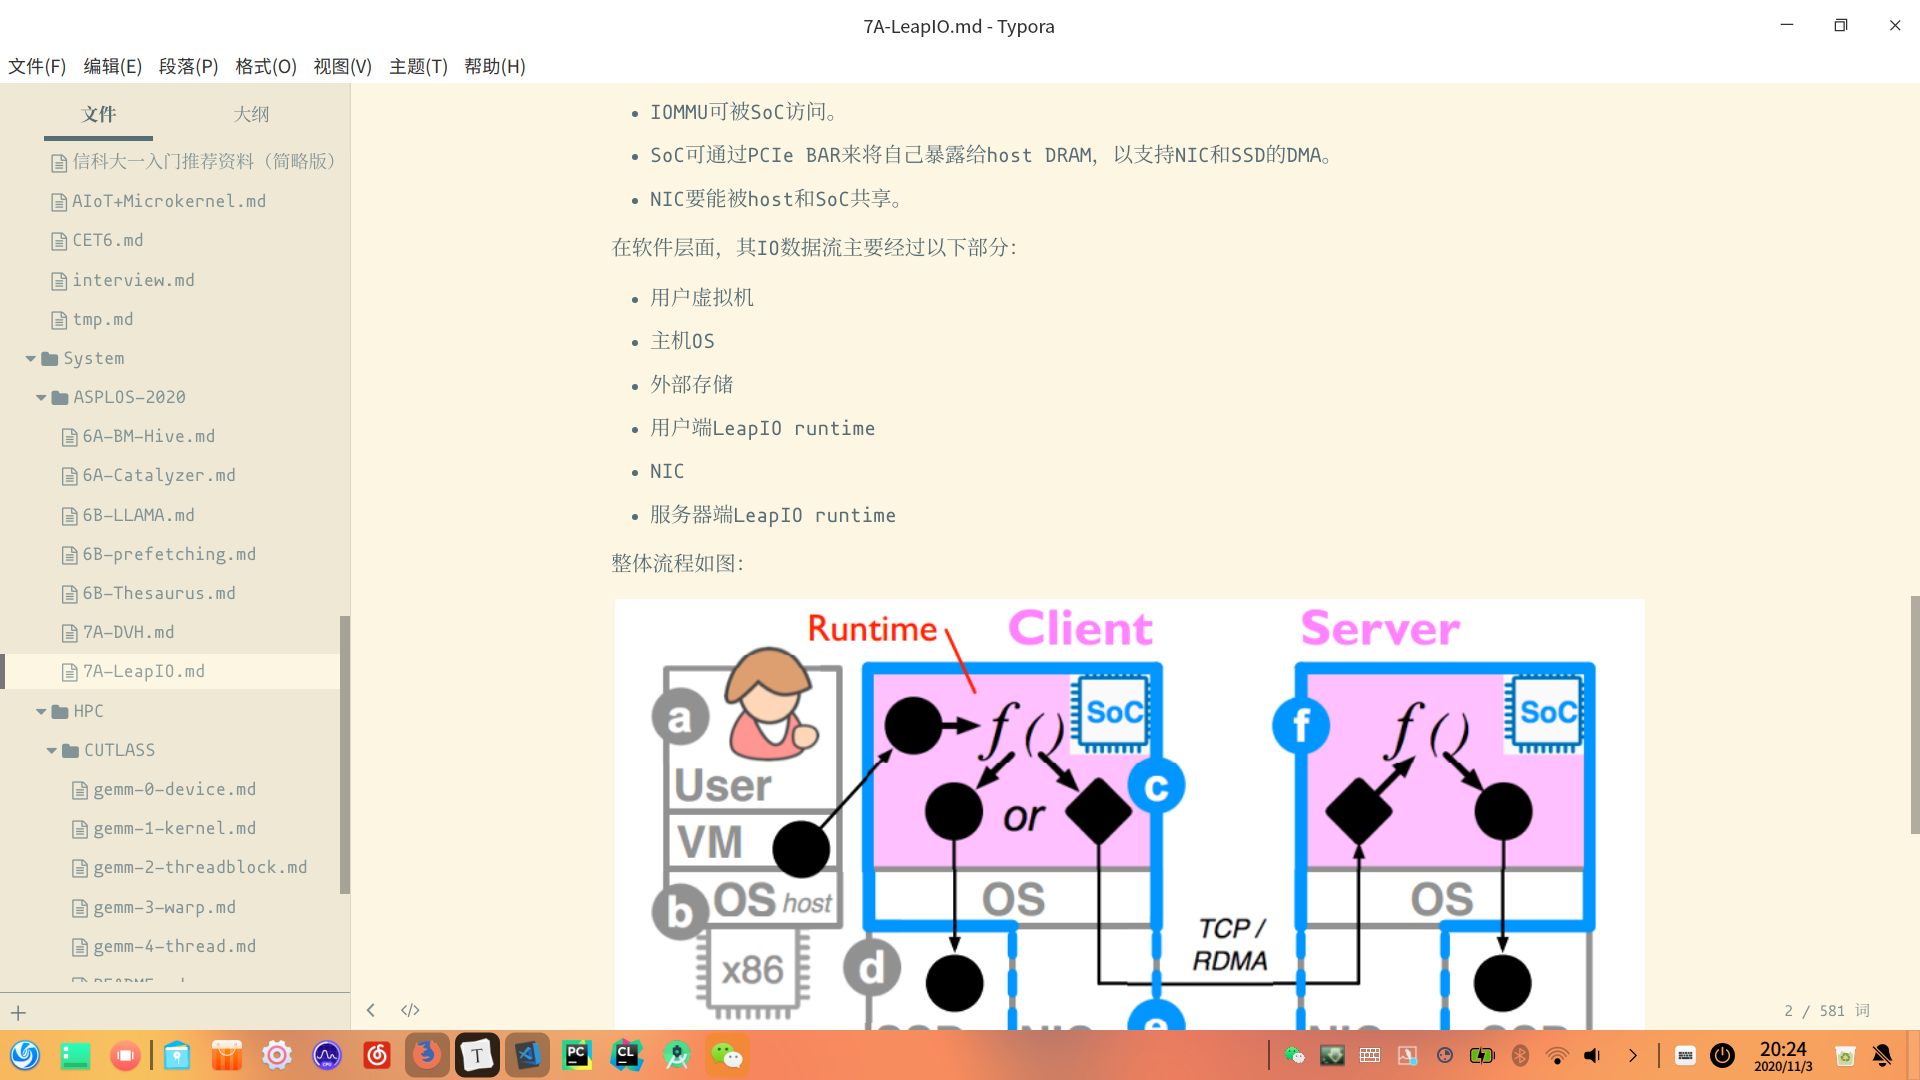 7A-LeapIO.md - Typora
文件(F) 编辑(E) 段落(P) 格式(O) 视图(V) 主题(T) 帮助(H)
文件 大纲
信科大一入门推荐资料（简略版）
AIoT+Microkernel.md
CET6.md
interview.md
tmp.md
System
ASPLOS-2020
6A-BM-Hive.md
6A-Catalyzer.md
6B-LLAMA.md
6B-prefetching.md
6B-Thesaurus.md
7A-DVH.md
7A-LeapIO.md
HPC
CUTLASS
gemm-0-device.md
gemm-1-kernel.md
gemm-2-threadblock.md
gemm-3-warp.md
gemm-4-thread.md
README.md
IOMMU可被SoC访问。
SoC可通过PCIe BAR来将自己暴露给host DRAM，以支持NIC和SSD的DMA。
NIC要能被host和SoC共享。
在软件层面，其IO数据流主要经过以下部分：
用户虚拟机
主机OS
外部存储
用户端LeapIO runtime
NIC
服务器端LeapIO runtime
整体流程如图：
Runtime Client Server
a User
VM
b OS host
x86
f () SoC
or
c
OS
d
SSD NIC
e
TCP /
RDMA
f
f () SoC
OS
NIC SSD
2 / 581 词
PC CL
20:24
2020/11/3